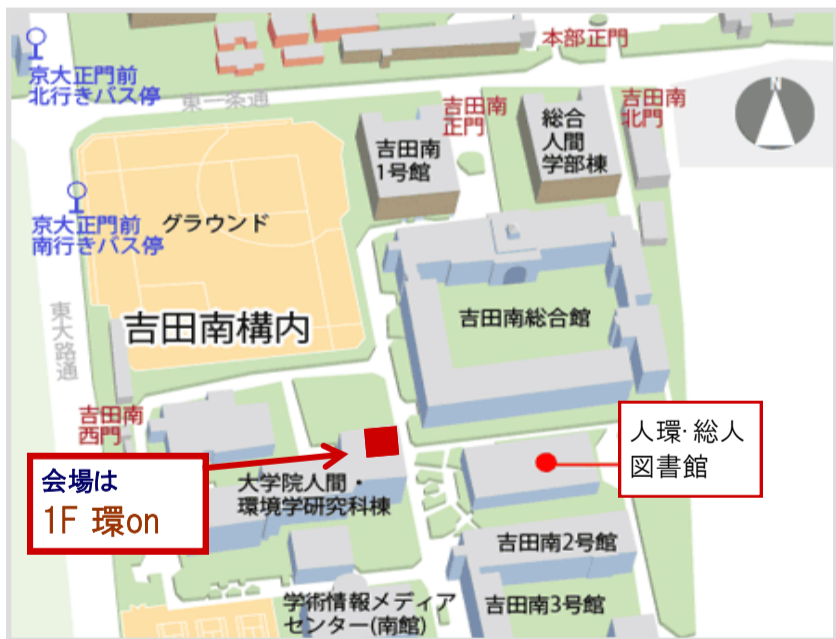 本部正門
京大正門前
北行きバス停
東一条通
吉田南
正門
吉田南
北門
N
総合
人間
学部棟
吉田南
1号館
京大正門前
南行きバス停
グラウンド
東大路通
吉田南構内
吉田南総合館
吉田南
西門
人環･総人
図書館
会場は
1F 環on
大学院人間・
環境学研究科棟
吉田南2号館
学術情報メディア
センター(南館)
吉田南3号館